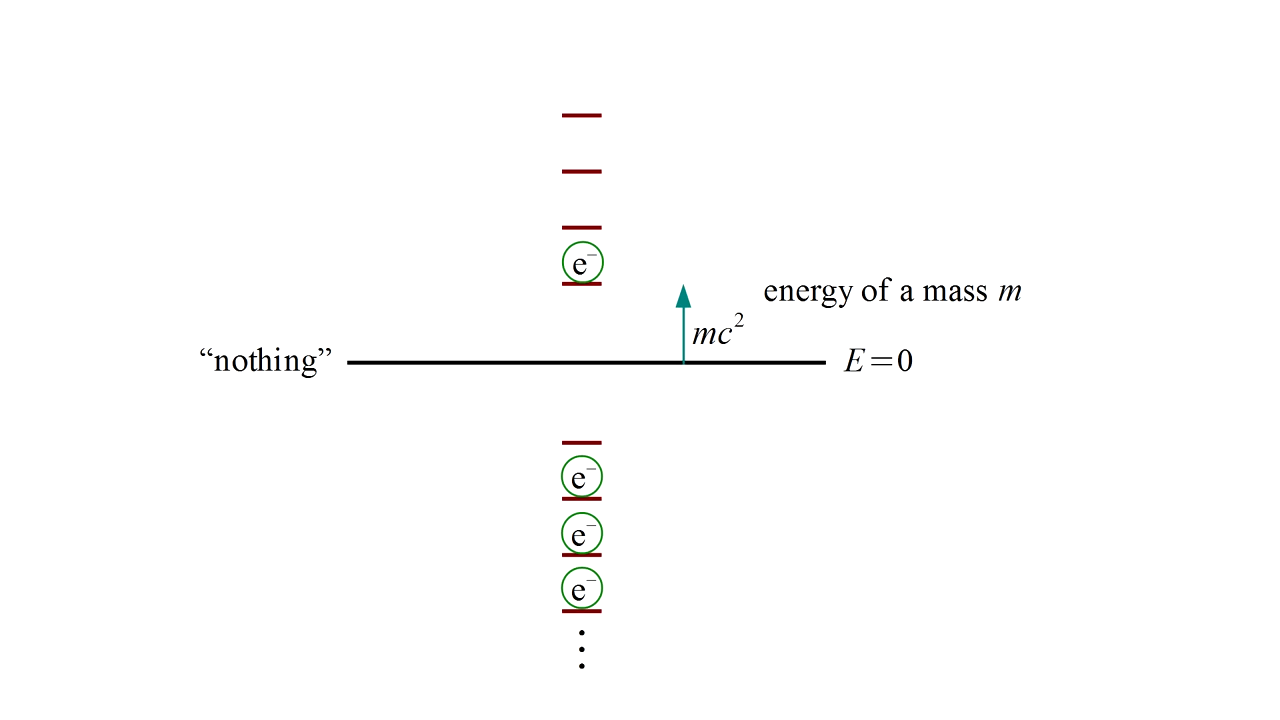 e⁻
energy of a mass m
mc²
“nothing”
E=0
e⁻
e⁻
e⁻